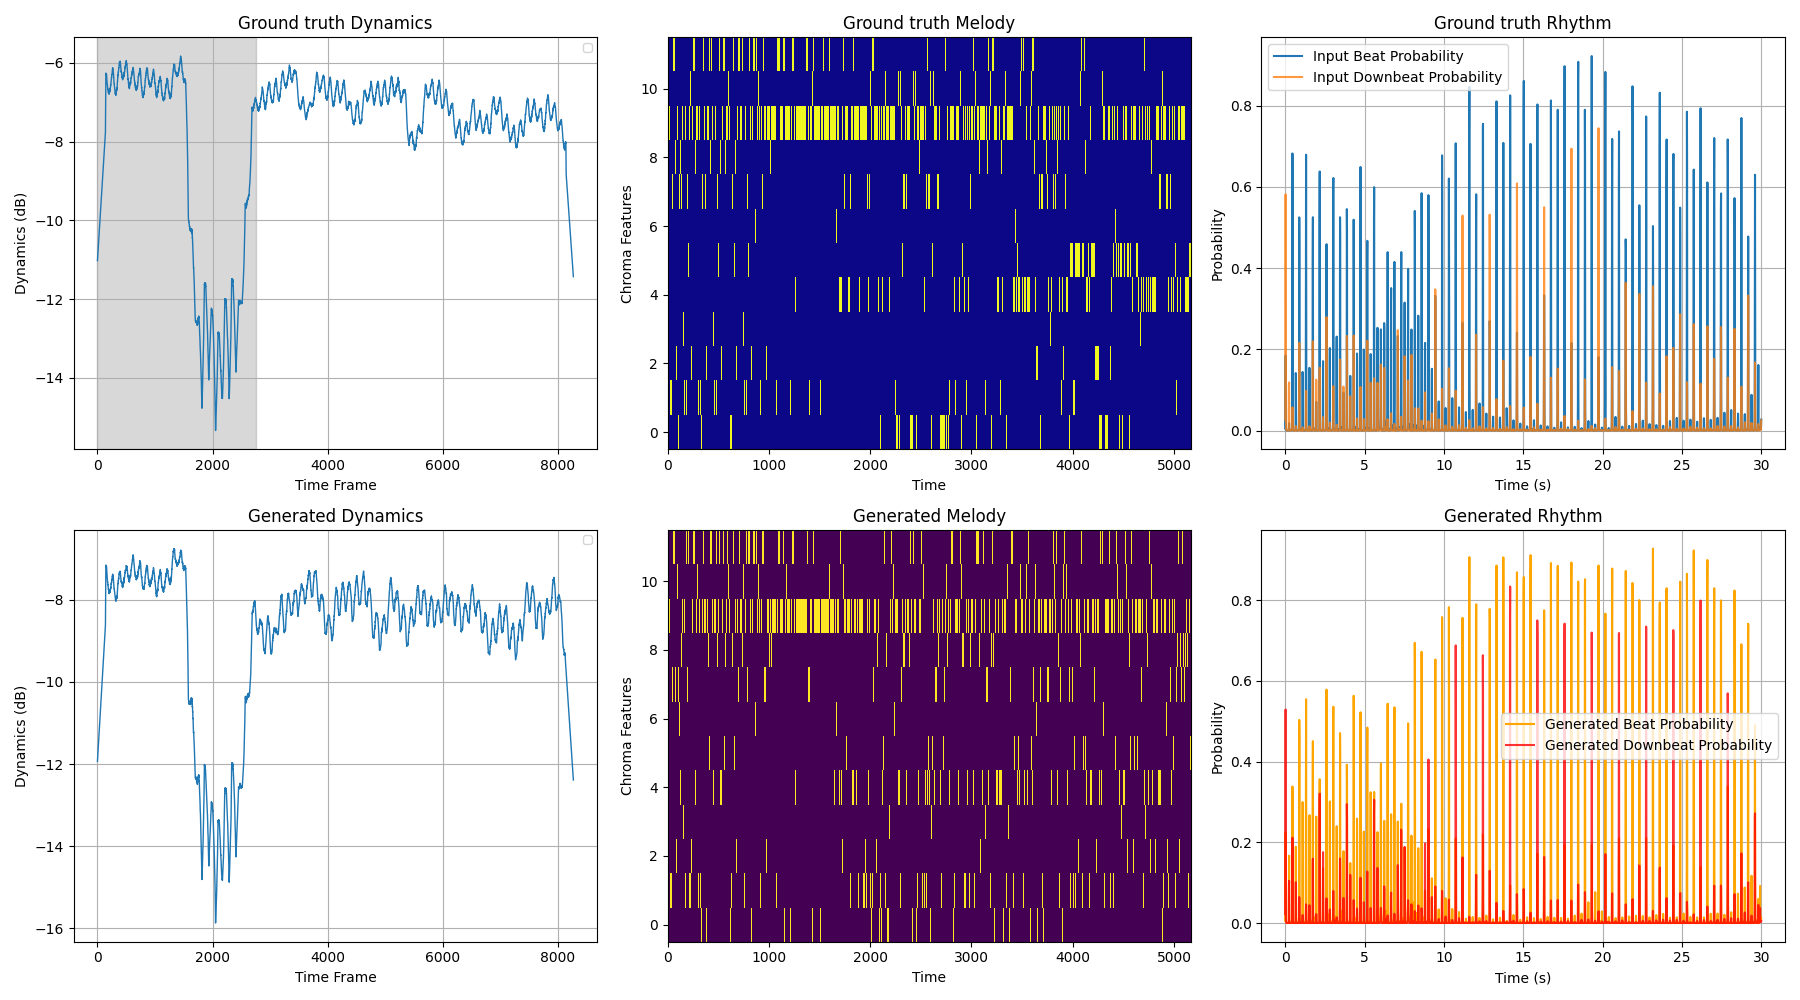 Ground truth Dynamics
Dynamics (dB)
−6
−8
−10
−12
−14
0 2000 4000 6000 8000
Time Frame
Ground truth Melody
Chroma Features
10
8
6
4
2
0
0 1000 2000 3000 4000 5000
Time
Ground truth Rhythm
Input Beat Probability
Input Downbeat Probability
Probability
0.8
0.6
0.4
0.2
0.0
0 5 10 15 20 25 30
Time (s)
Generated Dynamics
Dynamics (dB)
−8
−10
−12
−14
−16
0 2000 4000 6000 8000
Time Frame
Generated Melody
Chroma Features
10
8
6
4
2
0
0 1000 2000 3000 4000 5000
Time
Generated Rhythm
Probability
0.8
0.6
0.4
0.2
0.0
Generated Beat Probability
Generated Downbeat Probability
0 5 10 15 20 25 30
Time (s)